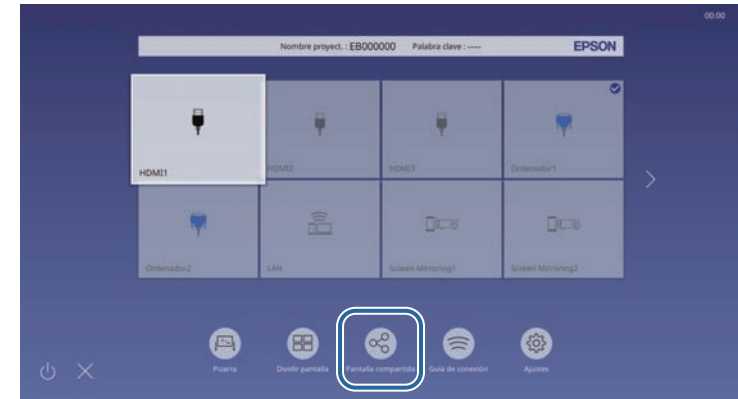 00:00
Nombre proyect. : EB000000 Palabra clave : ---- EPSON
HDMI1 HDMI2 HDMI3 Ordenador1
Ordenador2 LAN Screen Mirroring1 Screen Mirroring2
Pizarra Dividir pantalla Pantalla compartida Guía de conexión Ajustes